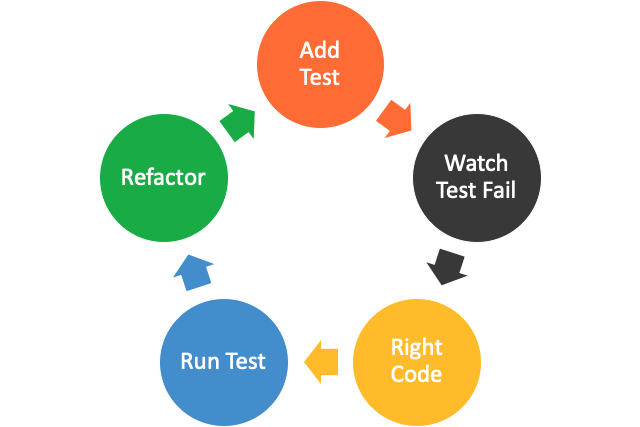 Add
Test
Watch
Test Fail
Right
Code
Run Test
Refactor